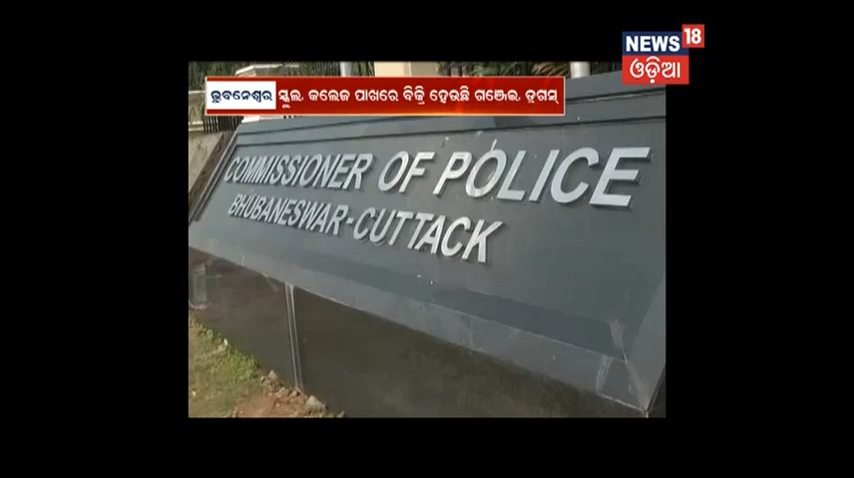 NEWS 18
ଓଡ଼ିଆ
ଭୁବନେଶ୍ୱର ସ୍କୁଲ, କଲେଜ ପାଖରେ ବିକ୍ରି ହେଉଛି ଗଞ୍ଜେଇ, ଡ୍ରଗସ୍
COMMISSIONER OF POLICE
BHUBANESWAR-CUTTACK